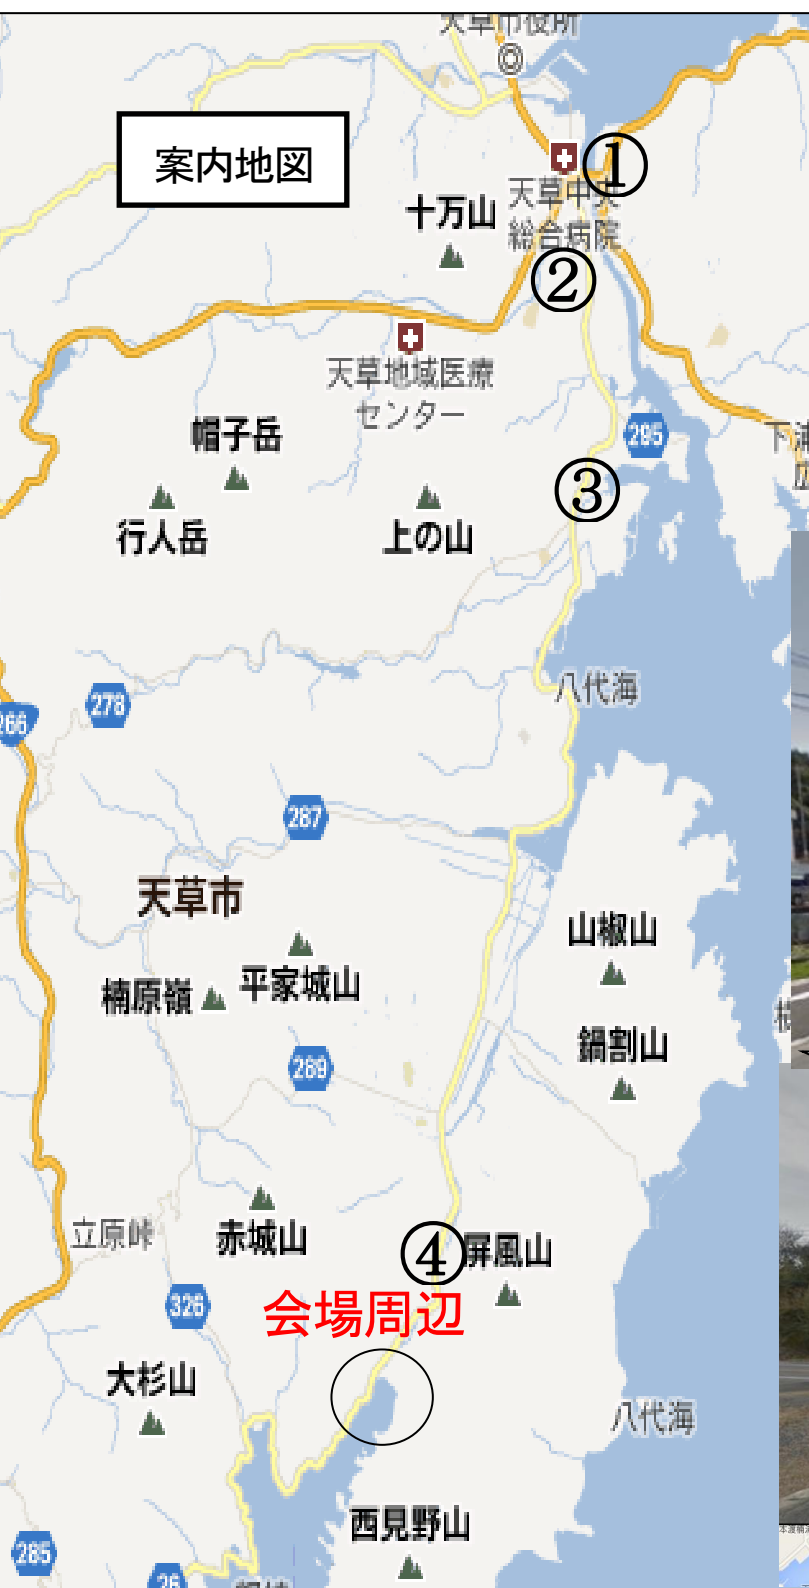 天草市役所
案内地図
①
天草中央
総合病院
十万山
②
天草地域医療
センター
帽子岳
295
下浦
③
行人岳
上の山
八代海
278
266
287
天草市
山椒山
平家城山
楠原嶺
鍋割山
269
立原峠
赤城山
④
屏風山
326
会場周辺
大杉山
八代海
西見野山
285
26